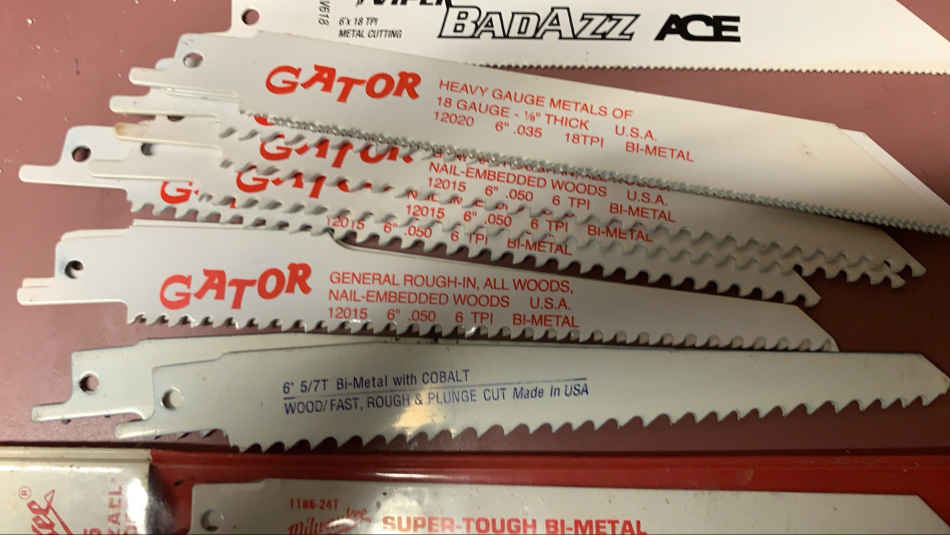 6"x 18 TPI
METAL CUTTING
BADAZZ ACE
GATOR
HEAVY GAUGE METALS OF
18 GAUGE - 1/8" THICK U.S.A.
12020 6" .035 18TPI BI-METAL
GATOR
NAIL-EMBEDDED WOODS U.S.A.
12015 6" .050 6 TPI BI-METAL
GATOR
12015 6" .050 6 TPI BI-METAL
12015 6" .050 6 TPI BI-METAL
GATOR
GENERAL ROUGH-IN, ALL WOODS,
NAIL-EMBEDDED WOODS U.S.A.
12015 6" .050 6 TPI BI-METAL
6" 5/7T Bi-Metal with COBALT
WOOD/FAST, ROUGH & PLUNGE CUT Made in USA
Milwaukee
SUPER-TOUGH BI-METAL